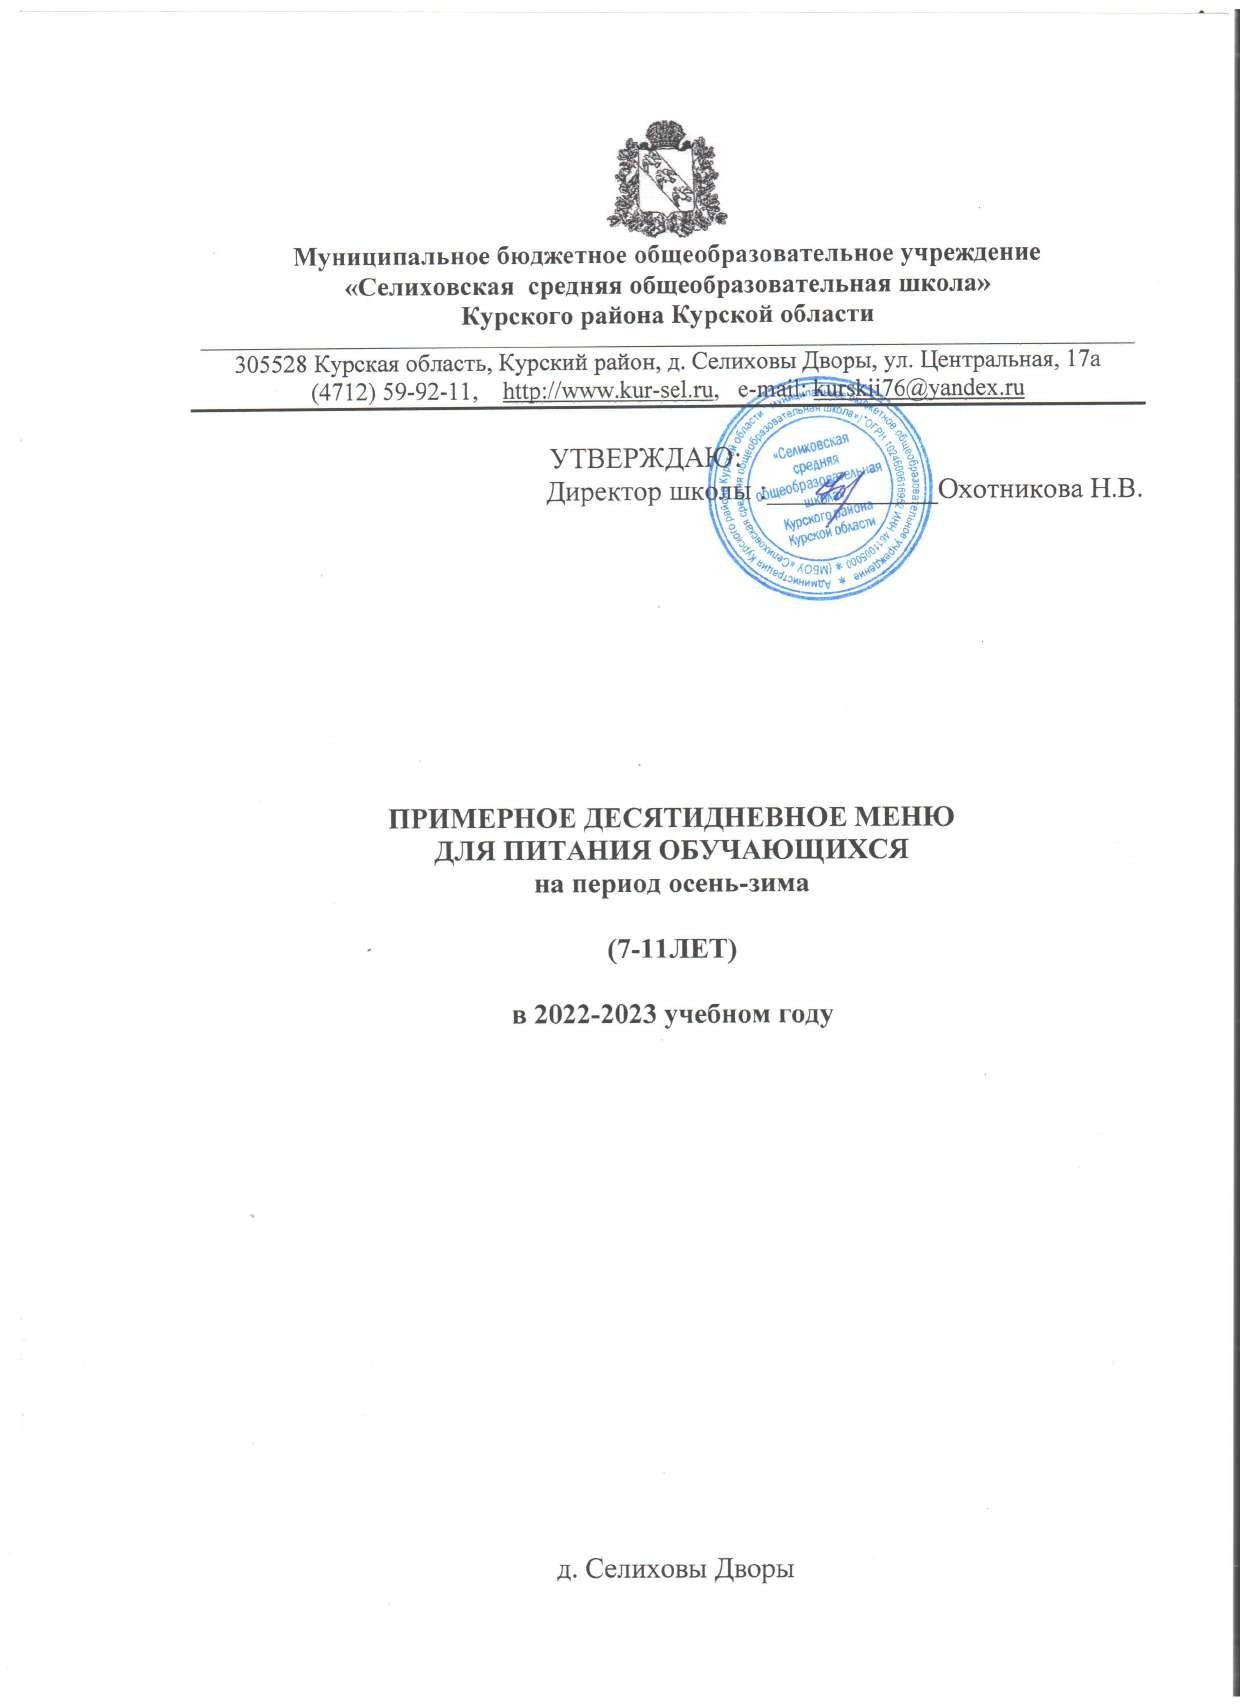 Муниципальное бюджетное общеобразовательное учреждение
«Селиховская средняя общеобразовательная школа»
Курского района Курской области
305528 Курская область, Курский район, д. Селиховы Дворы, ул. Центральная, 17а
(4712) 59-92-11, http://www.kur-sel.ru, e-mail: kurskii76@yandex.ru
УТВЕРЖДАЮ:
Директор школы :____________Охотникова Н.В.
«Селиховская
средняя
общеобразовательная
школа»
Курского района
Курской области
ПРИМЕРНОЕ ДЕСЯТИДНЕВНОЕ МЕНЮ
ДЛЯ ПИТАНИЯ ОБУЧАЮЩИХСЯ
на период осень-зима
(7-11ЛЕТ)
в 2022-2023 учебном году
д. Селиховы Дворы